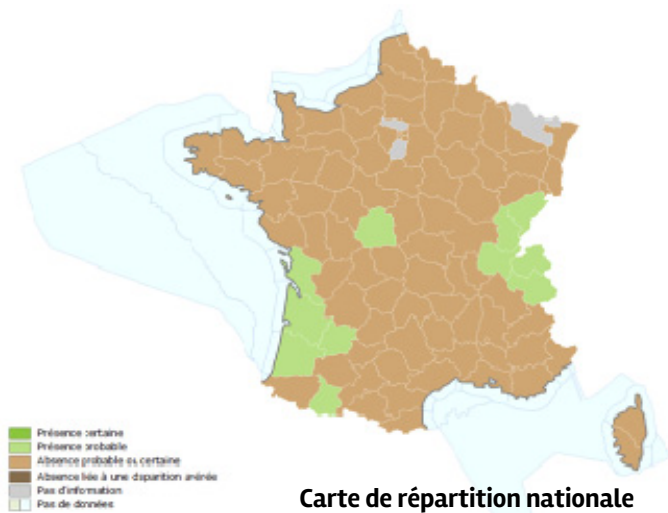 Présence certaine
Présence probable
Absence probable ou certaine
Absence liée à une disparition avérée
Pas d'information
Pas de données
Carte de répartition nationale